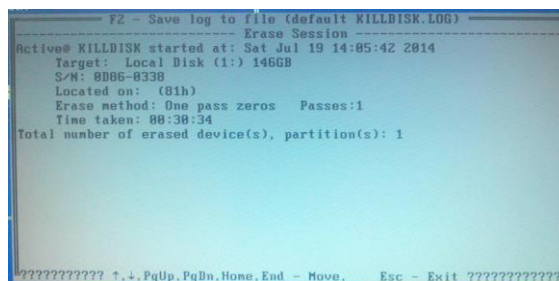 F2 - Save log to file (default KILLDISK.LOG)
Erase Session
Active@ KILLDISK started at: Sat Jul 19 14:05:42 2014
Target: Local Disk (1:) 146GB
S/N: 0D86-0338
Located on: (81h)
Erase method: One pass zeros Passes:1
Time taken: 00:30:34
Total number of erased device(s), partition(s): 1
??????????? ↑,↓,PgUp,PgDn,Home,End - Move, Esc - Exit ????????????